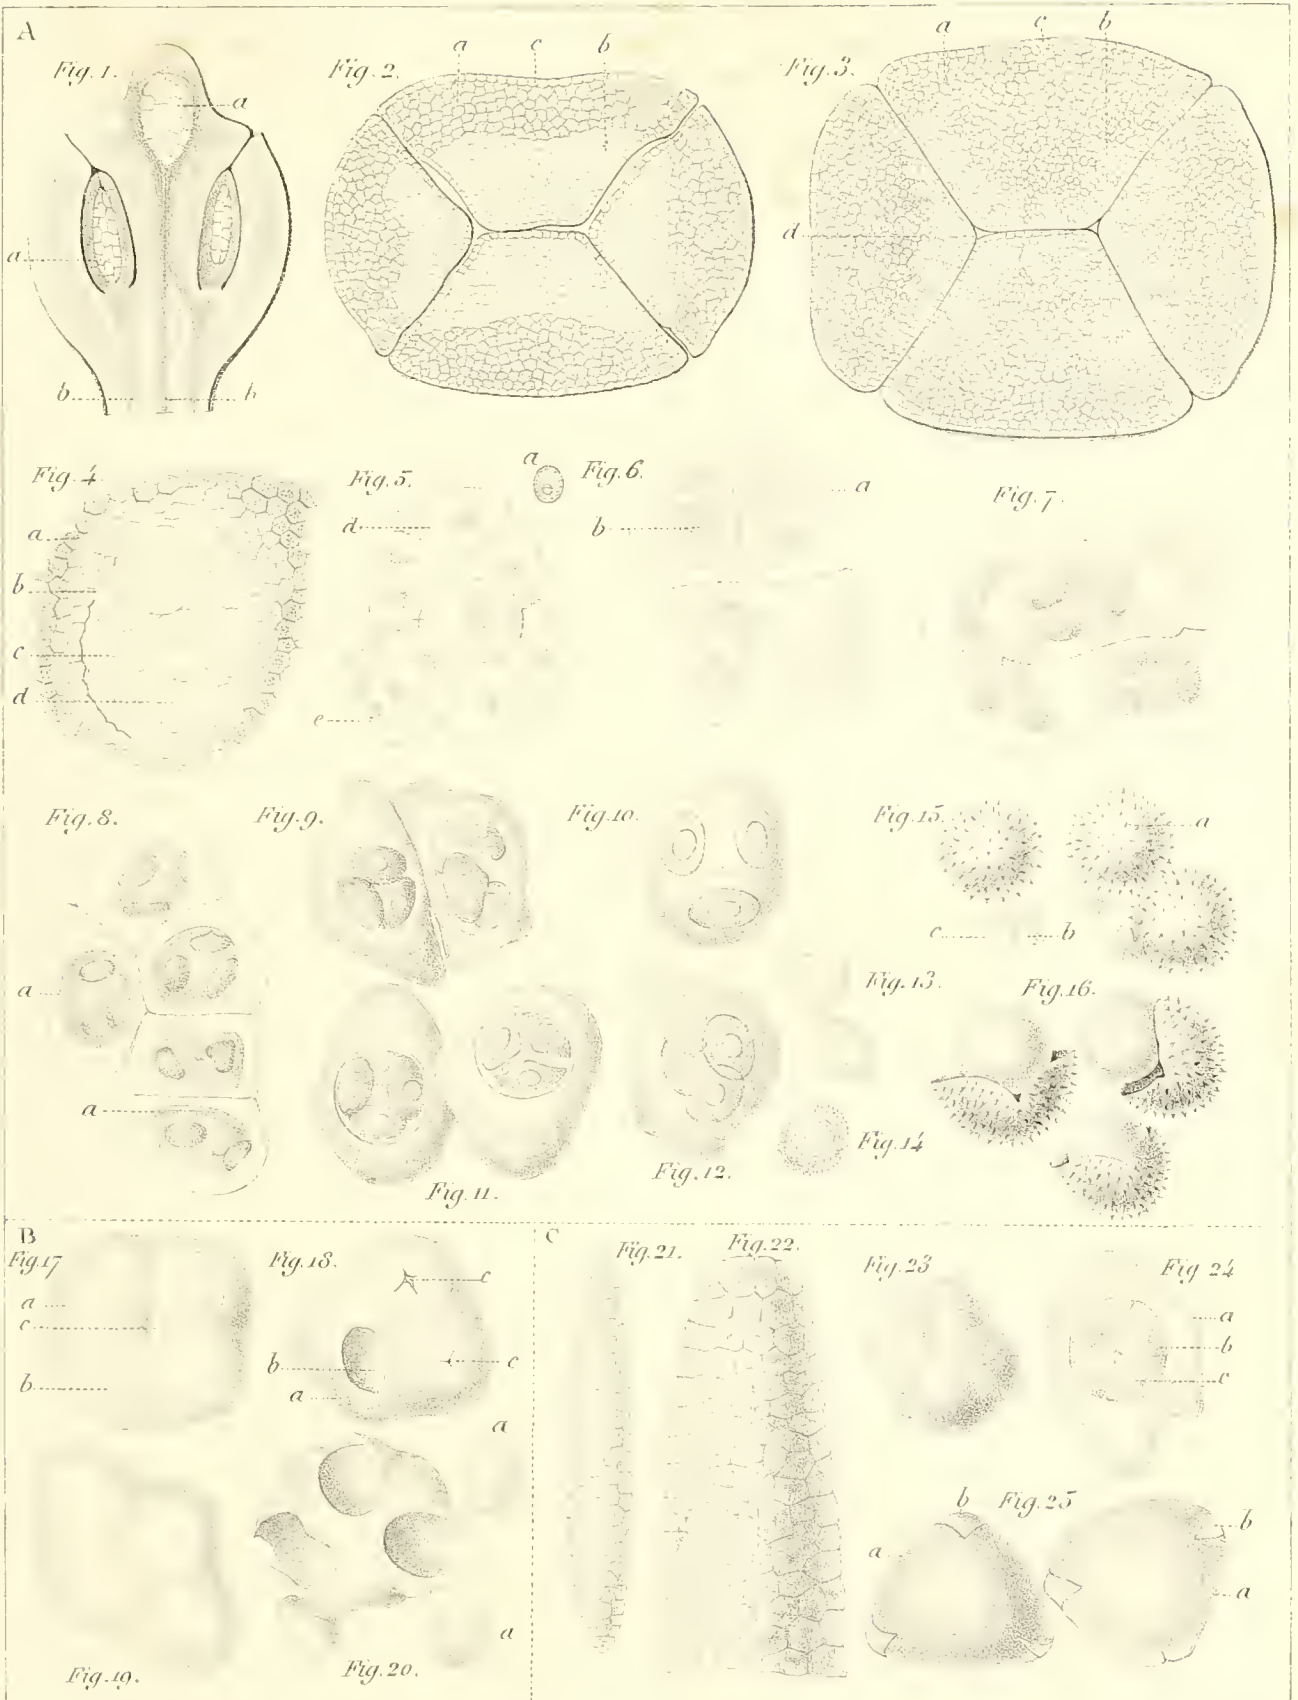 A
Fig. 1.
a
a
b
b
Fig. 2.
a
c
b
Fig. 3.
a
c
b
d
Fig. 4.
a
b
c
d
Fig. 5.
a
d
e
Fig. 6.
a
b
Fig. 7.
Fig. 8.
a
a
Fig. 9.
Fig. 10.
Fig. 15.
a
c
b
Fig. 13.
Fig. 16.
Fig. 14
Fig. 11.
Fig. 12.
B
Fig. 17
a
c
b
Fig. 18.
c
b
c
a
a
a
Fig. 19.
Fig. 20.
C
Fig. 21.
Fig. 22.
Fig. 23
Fig 24
a
b
c
Fig. 25
b
a
b
a